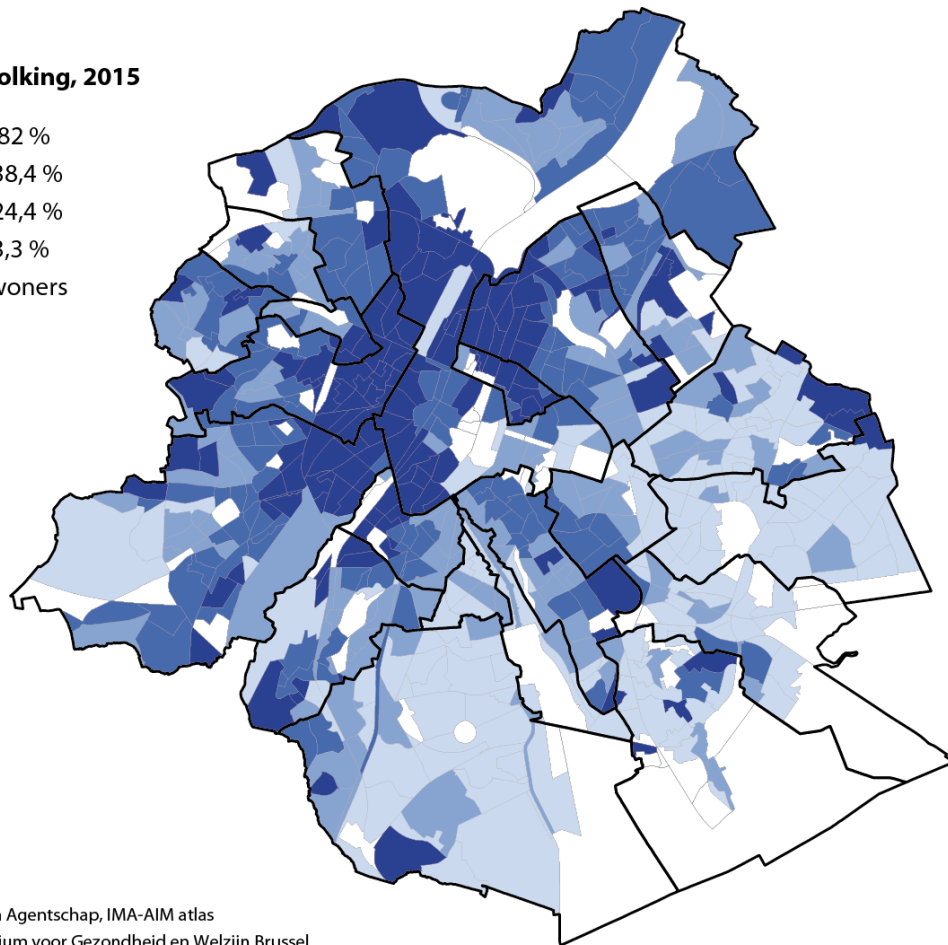 olking, 2015
82 %
38,4 %
24,4 %
3,3 %
woners
Agentschap, IMA-AIM atlas
ium voor Gezondheid en Welzijn Brussel